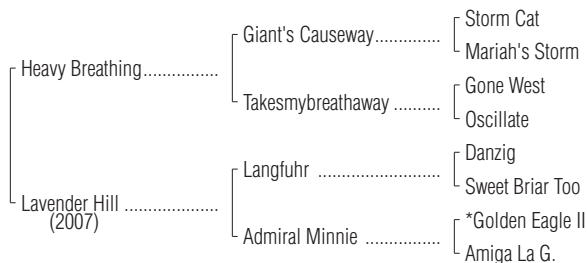 Storm Cat
Giant's Causeway..............
Mariah's Storm
Heavy Breathing................
Gone West
Takesmybreathaway ..........
Oscillate
Danzig
Langfuhr ..........................
Sweet Briar Too
Lavender Hill ....................
(2007)
*Golden Eagle II
Admiral Minnie ................
Amiga La G.